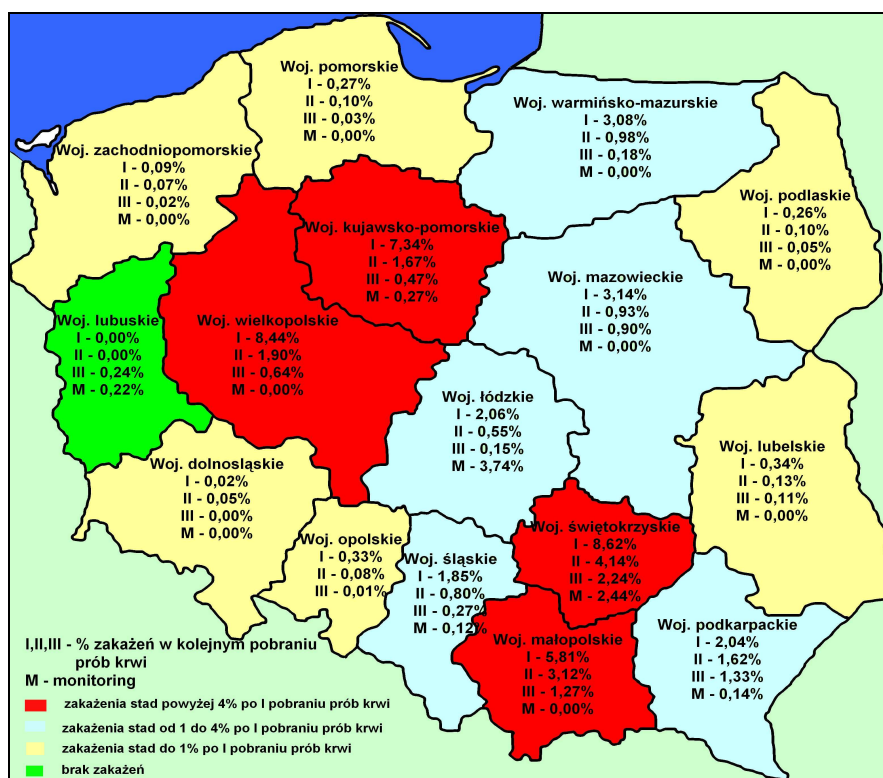 Woj. pomorskie
I - 0,27%
II - 0,10%
III - 0,03%
M - 0,00%
Woj. warmińsko-mazurskie
I - 3,08%
II - 0,98%
III - 0,18%
M - 0,00%
Woj. zachodniopomorskie
I - 0,09%
II - 0,07%
III - 0,02%
M - 0,00%
Woj. podlaskie
I - 0,26%
II - 0,10%
III - 0,05%
M - 0,00%
Woj. kujawsko-pomorskie
I - 7,34%
II - 1,67%
III - 0,47%
M - 0,27%
Woj. mazowieckie
I - 3,14%
II - 0,93%
III - 0,90%
M - 0,00%
Woj. lubuskie
I - 0,00%
II - 0,00%
III - 0,24%
M - 0,22%
Woj. wielkopolskie
I - 8,44%
II - 1,90%
III - 0,64%
M - 0,00%
Woj. łódzkie
I - 2,06%
II - 0,55%
III - 0,15%
M - 3,74%
Woj. lubelskie
I - 0,34%
II - 0,13%
III - 0,11%
M - 0,00%
Woj. dolnośląskie
I - 0,02%
II - 0,05%
III - 0,00%
M - 0,00%
Woj. opolskie
I - 0,33%
II - 0,08%
III - 0,01%
Woj. śląskie
I - 1,85%
II - 0,80%
III - 0,27%
M - 0,12%
Woj. świętokrzyskie
I - 8,62%
II - 4,14%
III - 2,24%
M - 2,44%
Woj. małopolskie
I - 5,81%
II - 3,12%
III - 1,27%
M - 0,00%
Woj. podkarpackie
I - 2,04%
II - 1,62%
III - 1,33%
M - 0,14%
I,II,III - % zakażeń w kolejnym pobraniu
prób krwi
M - monitoring
zakażenia stad powyżej 4% po I pobraniu prób krwi
zakażenia stad od 1 do 4% po I pobraniu prób krwi
zakażenia stad do 1% po I pobraniu prób krwi
brak zakażeń